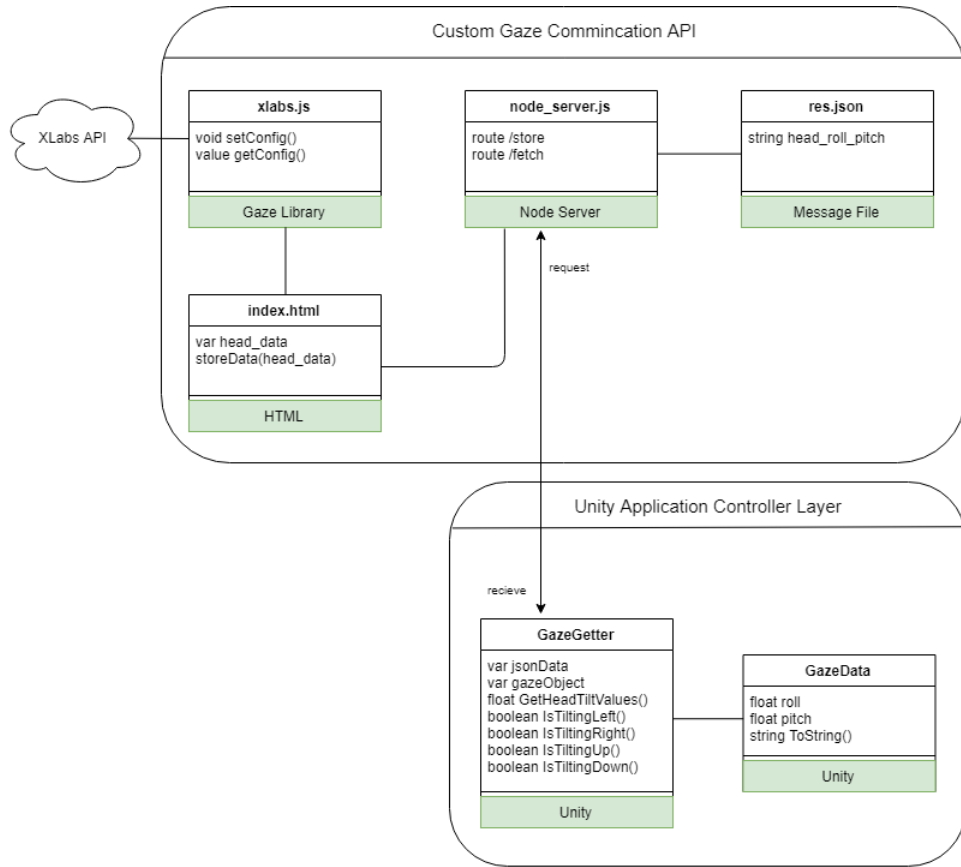 Custom Gaze Commincation API
XLabs API
xlabs.js
void setConfig()
value getConfig()
Gaze Library
node_server.js
route /store
route /fetch
Node Server
res.json
string head_roll_pitch
Message File
index.html
var head_data
storeData(head_data)
HTML
request
Unity Application Controller Layer
recieve
GazeGetter
var jsonData
var gazeObject
float GetHeadTiltValues()
boolean IsTiltingLeft()
boolean IsTiltingRight()
boolean IsTiltingUp()
boolean IsTiltingDown()
Unity
GazeData
float roll
float pitch
string ToString()
Unity